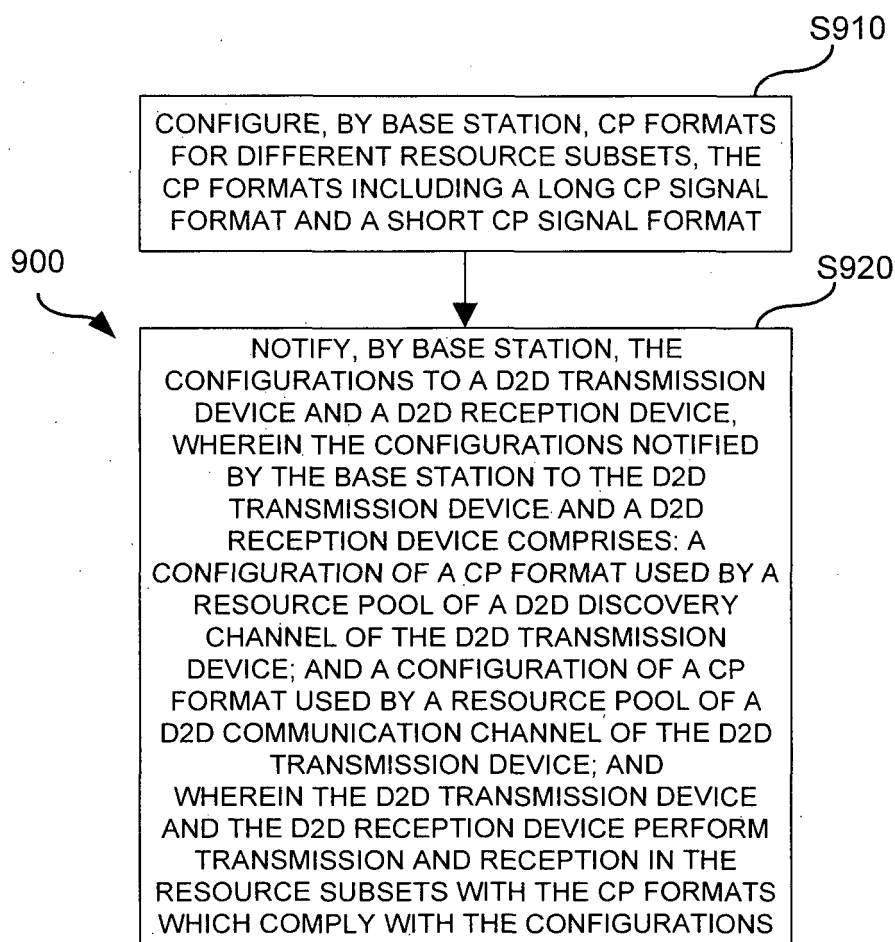 S910
CONFIGURE, BY BASE STATION, CP FORMATS
FOR DIFFERENT RESOURCE SUBSETS, THE
CP FORMATS INCLUDING A LONG CP SIGNAL
FORMAT AND A SHORT CP SIGNAL FORMAT
900
S920
NOTIFY, BY BASE STATION, THE
CONFIGURATIONS TO A D2D TRANSMISSION
DEVICE AND A D2D RECEPTION DEVICE,
WHEREIN THE CONFIGURATIONS NOTIFIED
BY THE BASE STATION TO THE D2D
TRANSMISSION DEVICE AND A D2D
RECEPTION DEVICE COMPRISES: A
CONFIGURATION OF A CP FORMAT USED BY A
RESOURCE POOL OF A D2D DISCOVERY
CHANNEL OF THE D2D TRANSMISSION
DEVICE; AND A CONFIGURATION OF A CP
FORMAT USED BY A RESOURCE POOL OF A
D2D COMMUNICATION CHANNEL OF THE D2D
TRANSMISSION DEVICE; AND
WHEREIN THE D2D TRANSMISSION DEVICE
AND THE D2D RECEPTION DEVICE PERFORM
TRANSMISSION AND RECEPTION IN THE
RESOURCE SUBSETS WITH THE CP FORMATS
WHICH COMPLY WITH THE CONFIGURATIONS